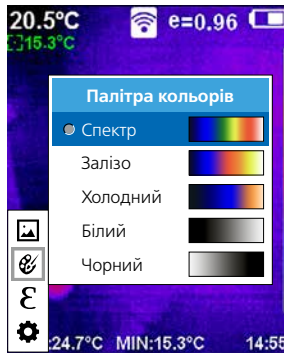 20.5°C e=0.96
15.3°C
Палітра кольорів
Спектр
Залізо
Холодний
Білий
Чорний
ε
:24.7°C MIN:15.3°C 14:55